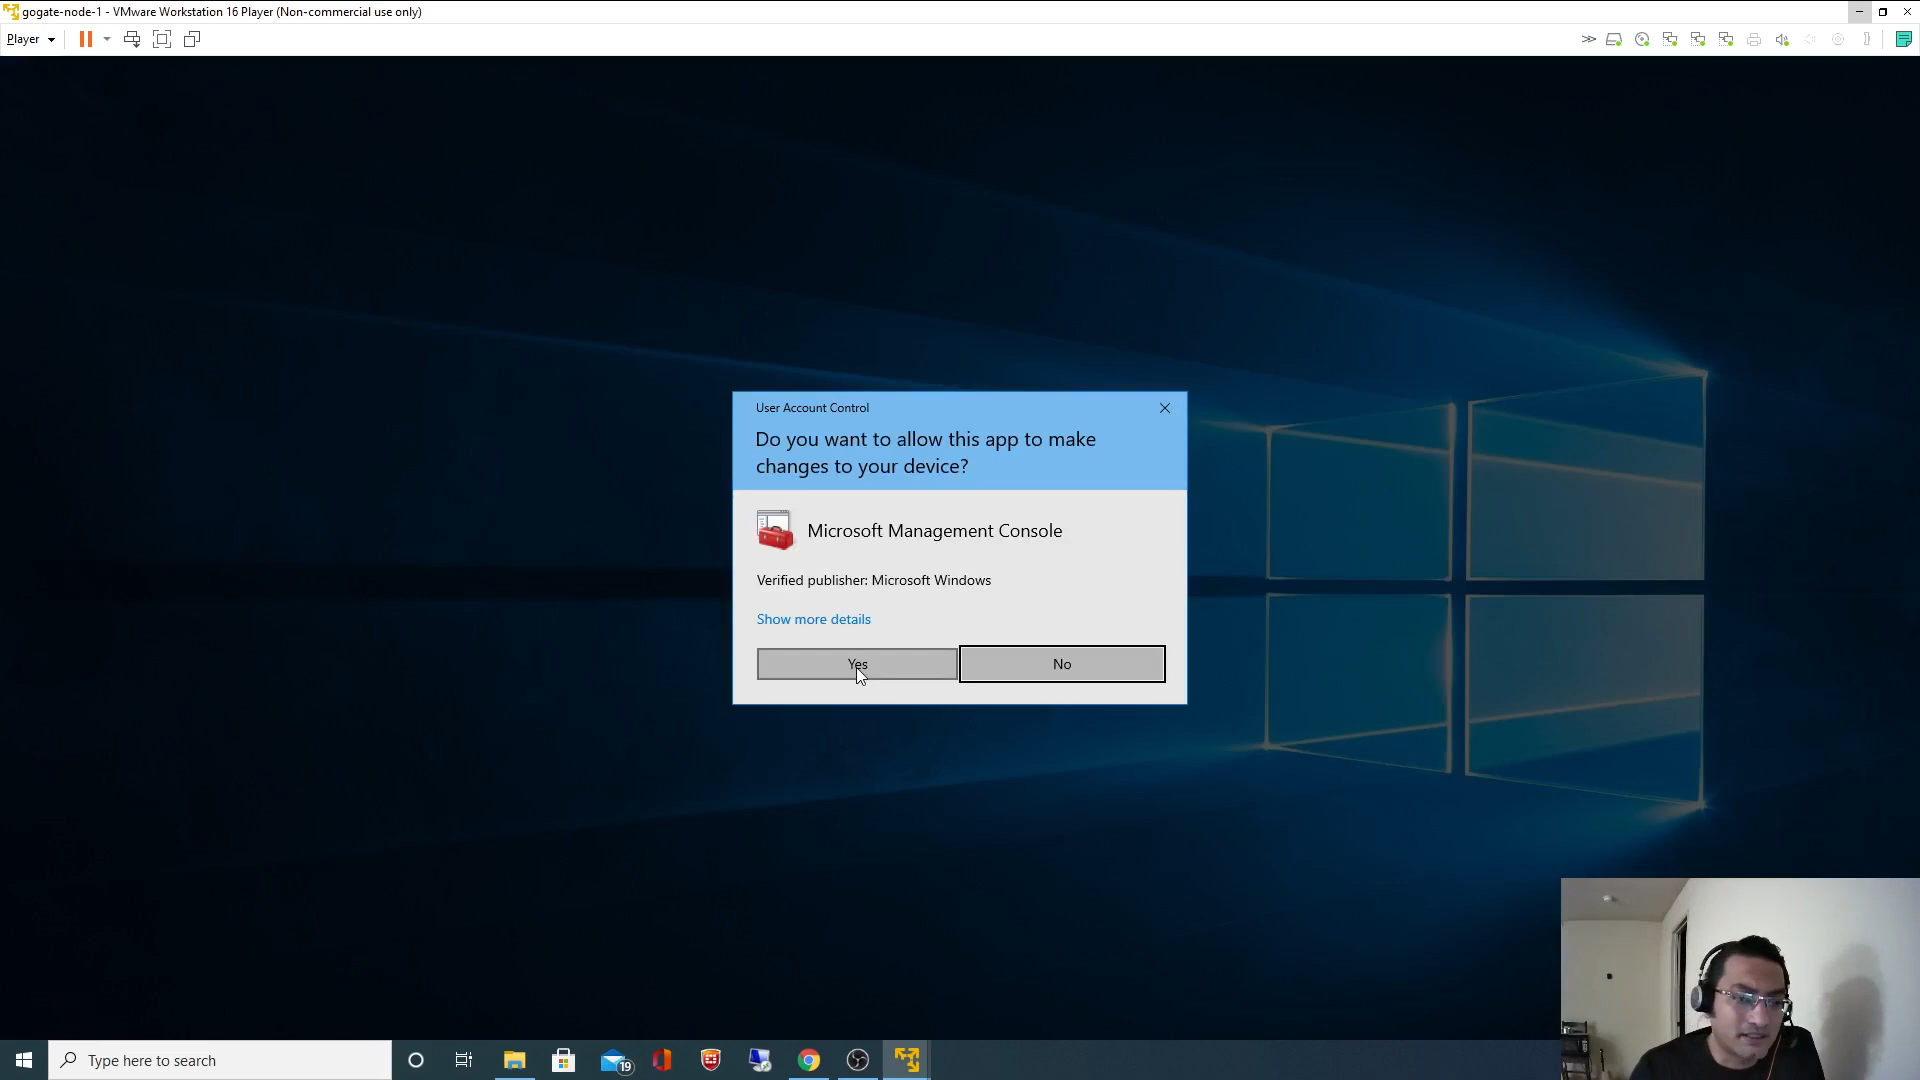 gogate-node-1 - VMware Workstation 16 Player (Non-commercial use only)
Player
User Account Control
Do you want to allow this app to make
changes to your device?
Microsoft Management Console
Verified publisher: Microsoft Windows
Show more details
Yes
No
Type here to search
19